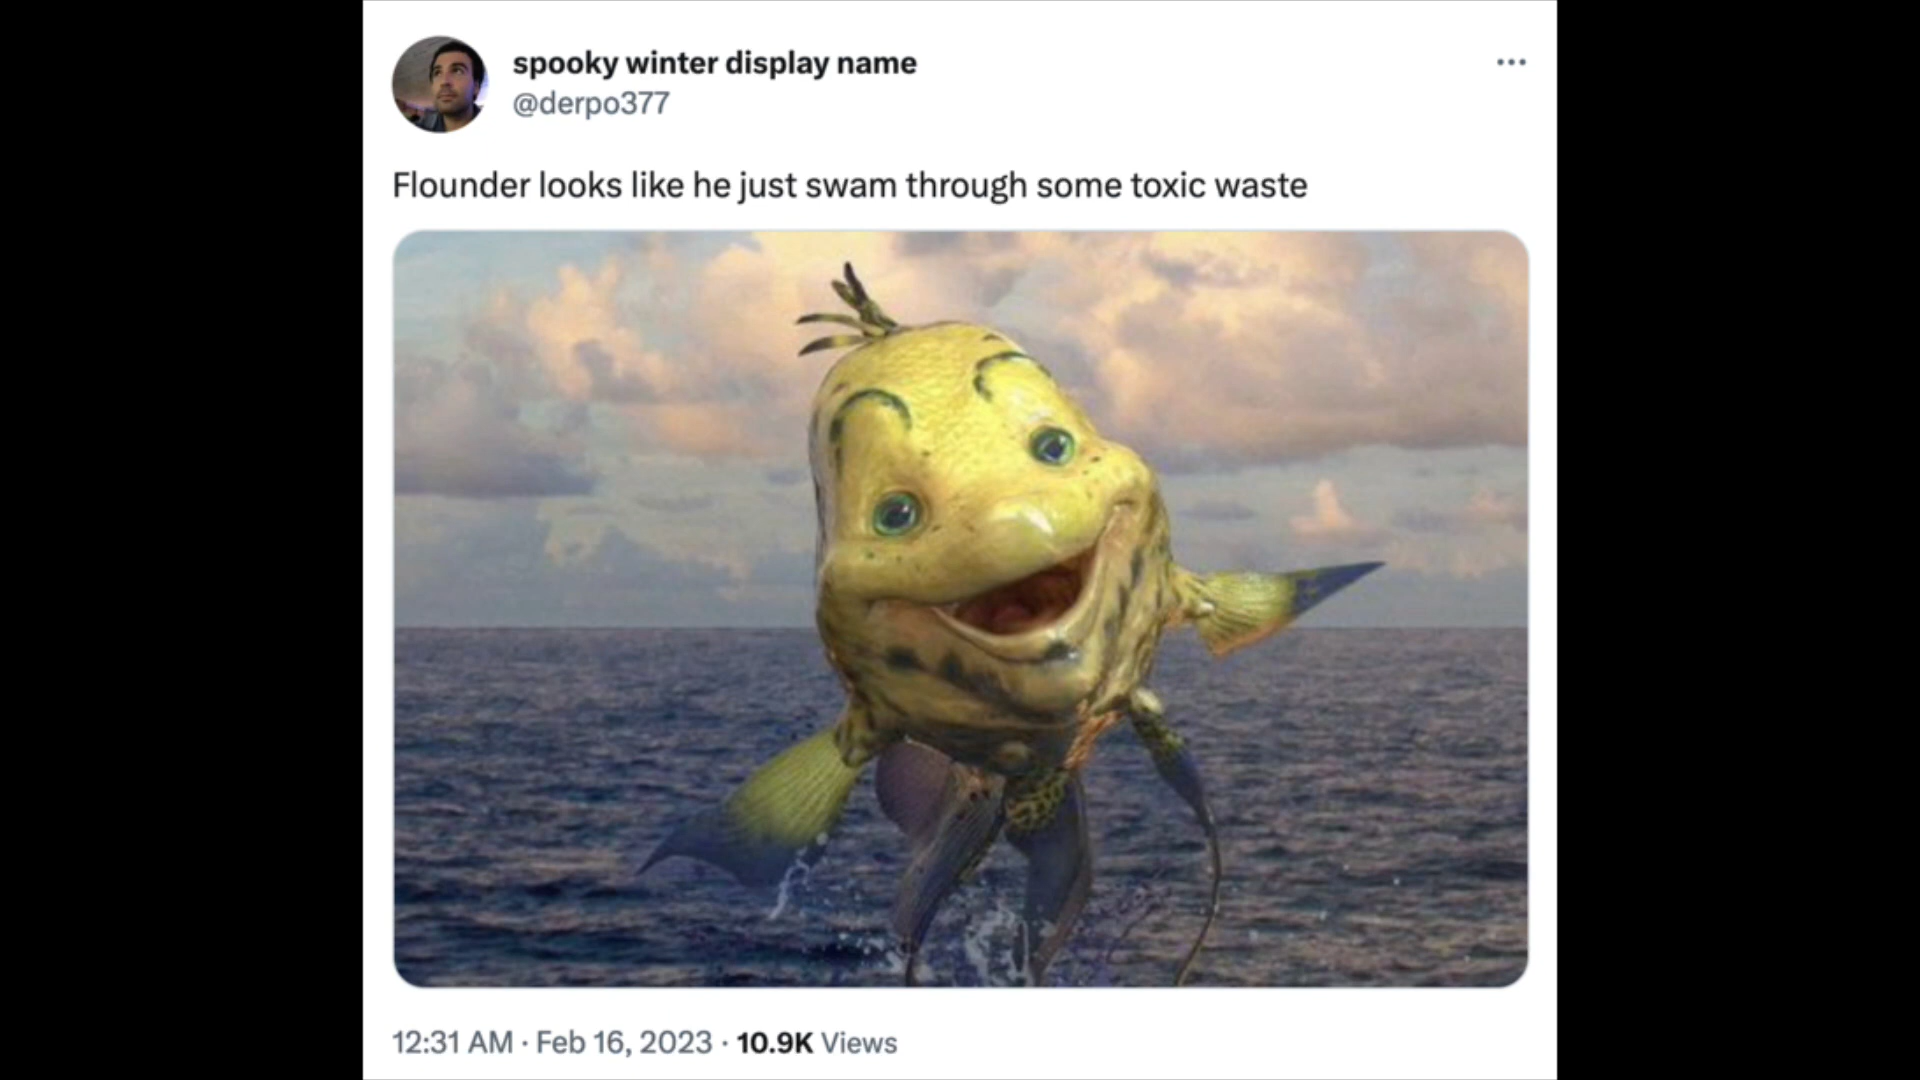 spooky winter display name
@derpo377
Flounder looks like he just swam through some toxic waste
12:31 AM · Feb 16, 2023 · 10.9K Views